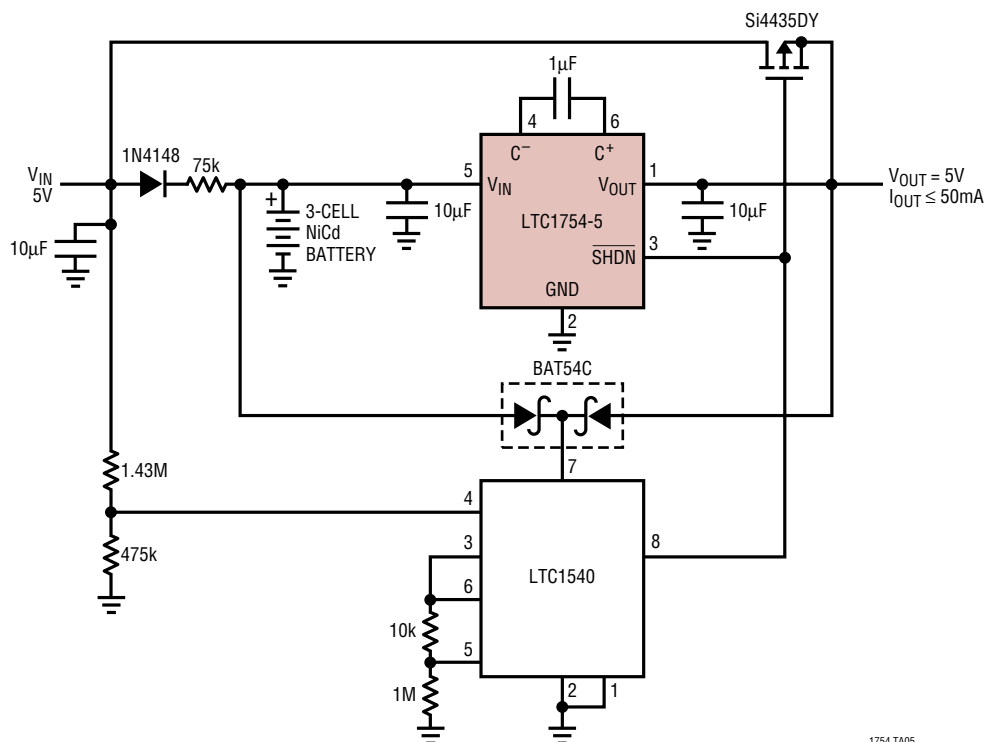 Si4435DY
1µF
4
6
1N4148
75k
C⁻
C⁺
VIN
5V
5
VIN
VOUT
1
VOUT = 5V
IOUT ≤ 50mA
+
3-CELL
NiCd
BATTERY
10µF
LTC1754-5
10µF
10µF
SHDN
3
GND
2
BAT54C
7
1.43M
4
475k
3
8
6
LTC1540
10k
5
1M
2
1
1754 TA05